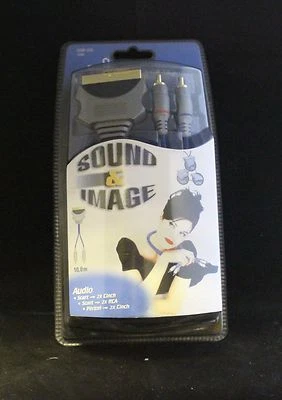 SOUND
&
IMAGE
10,0m
Audio
• Scart → 2x Cinch
• Scart → 2x RCA
• Péritel → 2x Cinch